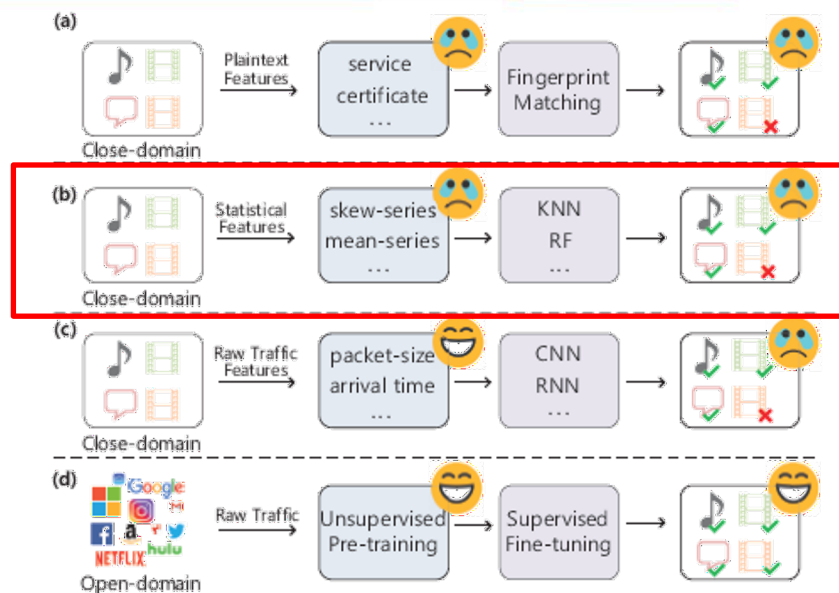 (a)
Plaintext
Features
service
certificate
...
Fingerprint
Matching
Close-domain
(b)
Statistical
Features
skew-series
mean-series
...
KNN
RF
...
Close-domain
(c)
Raw Traffic
Features
packet-size
arrival time
...
CNN
RNN
...
Close-domain
(d)
Google
a
f
NETFLIX
hulu
Raw Traffic
Unsupervised
Pre-training
Supervised
Fine-tuning
Open-domain